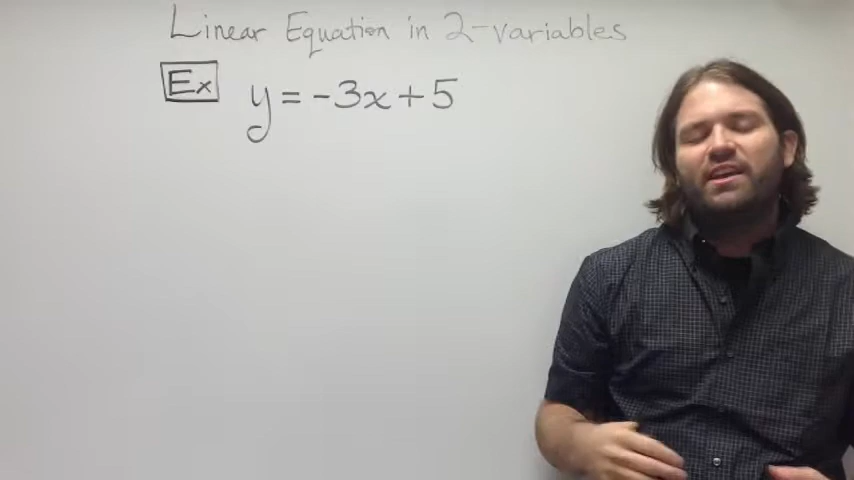 Linear Equation in 2-variables
Ex y = -3x + 5